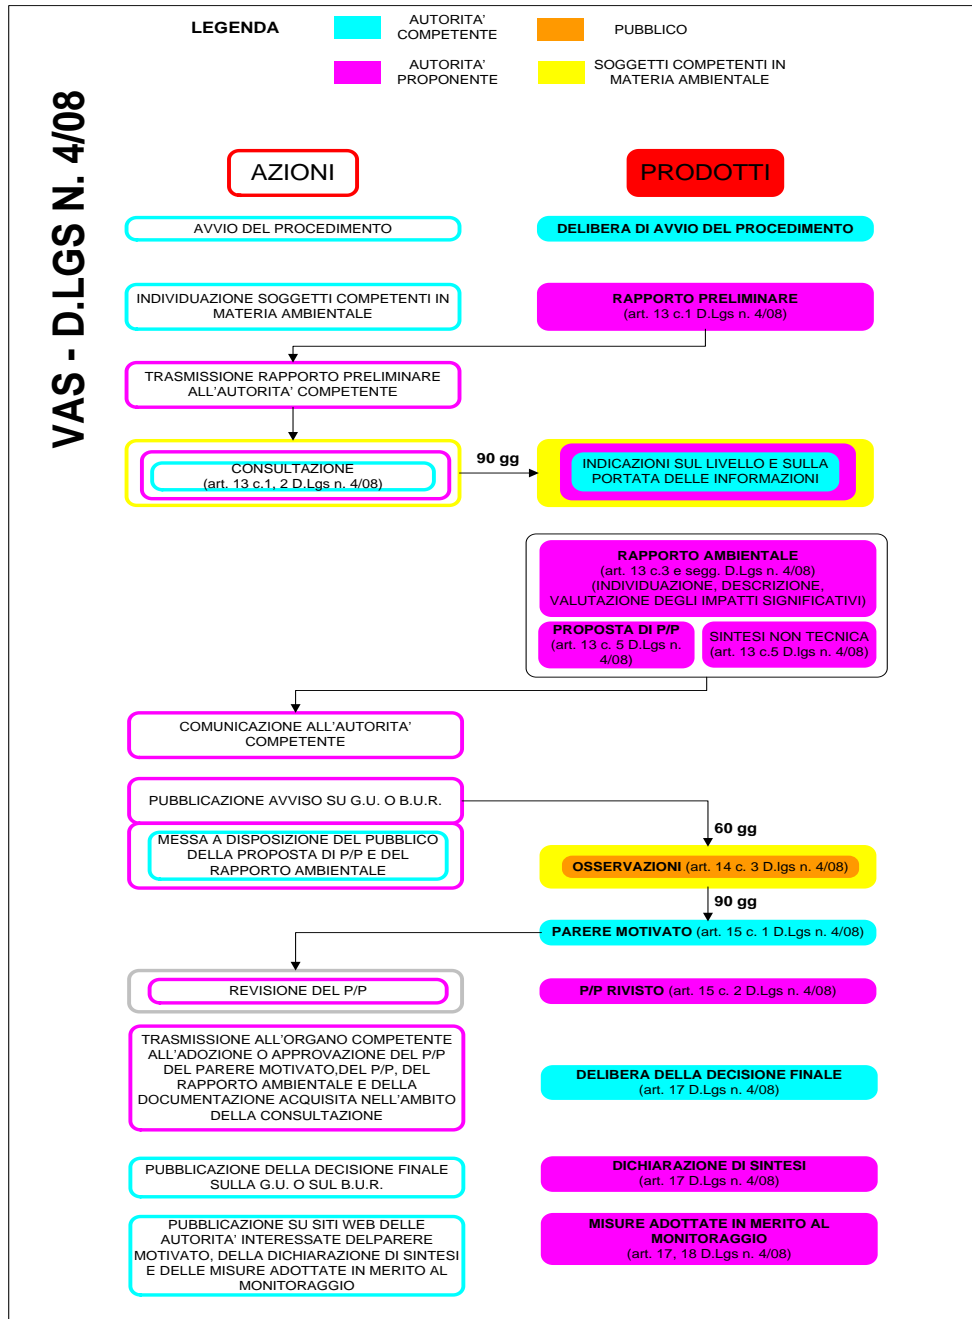 LEGENDA
AUTORITA'
COMPETENTE
PUBBLICO
AUTORITA'
PROPONENTE
SOGGETTI COMPETENTI IN
MATERIA AMBIENTALE
VAS - D.LGS N. 4/08
AZIONI
PRODOTTI
AVVIO DEL PROCEDIMENTO
DELIBERA DI AVVIO DEL PROCEDIMENTO
INDIVIDUAZIONE SOGGETTI COMPETENTI IN
MATERIA AMBIENTALE
RAPPORTO PRELIMINARE
(art. 13 c.1 D.Lgs n. 4/08)
TRASMISSIONE RAPPORTO PRELIMINARE
ALL'AUTORITA' COMPETENTE
CONSULTAZIONE
(art. 13 c.1, 2 D.Lgs n. 4/08)
90 gg
INDICAZIONI SUL LIVELLO E SULLA
PORTATA DELLE INFORMAZIONI
RAPPORTO AMBIENTALE
(art. 13 c.3 e segg. D.Lgs n. 4/08)
(INDIVIDUAZIONE, DESCRIZIONE,
VALUTAZIONE DEGLI IMPATTI SIGNIFICATIVI)
PROPOSTA DI P/P
(art. 13 c. 5 D.Lgs n.
4/08)
SINTESI NON TECNICA
(art. 13 c.5 D.lgs n. 4/08)
COMUNICAZIONE ALL'AUTORITA'
COMPETENTE
PUBBLICAZIONE AVVISO SU G.U. O B.U.R.
MESSA A DISPOSIZIONE DEL PUBBLICO
DELLA PROPOSTA DI P/P E DEL
RAPPORTO AMBIENTALE
60 gg
OSSERVAZIONI (art. 14 c. 3 D.lgs n. 4/08)
90 gg
PARERE MOTIVATO (art. 15 c. 1 D.Lgs n. 4/08)
REVISIONE DEL P/P
P/P RIVISTO (art. 15 c. 2 D.Lgs n. 4/08)
TRASMISSIONE ALL'ORGANO COMPETENTE
ALL'ADOZIONE O APPROVAZIONE DEL P/P
DEL PARERE MOTIVATO,DEL P/P, DEL
RAPPORTO AMBIENTALE E DELLA
DOCUMENTAZIONE ACQUISITA NELL'AMBITO
DELLA CONSULTAZIONE
DELIBERA DELLA DECISIONE FINALE
(art. 17 D.Lgs n. 4/08)
PUBBLICAZIONE DELLA DECISIONE FINALE
SULLA G.U. O SUL B.U.R.
DICHIARAZIONE DI SINTESI
(art. 17 D.Lgs n. 4/08)
PUBBLICAZIONE SU SITI WEB DELLE
AUTORITA' INTERESSATE DELPARERE
MOTIVATO, DELLA DICHIARAZIONE DI SINTESI
E DELLE MISURE ADOTTATE IN MERITO AL
MONITORAGGIO
MISURE ADOTTATE IN MERITO AL
MONITORAGGIO
(art. 17, 18 D.Lgs n. 4/08)